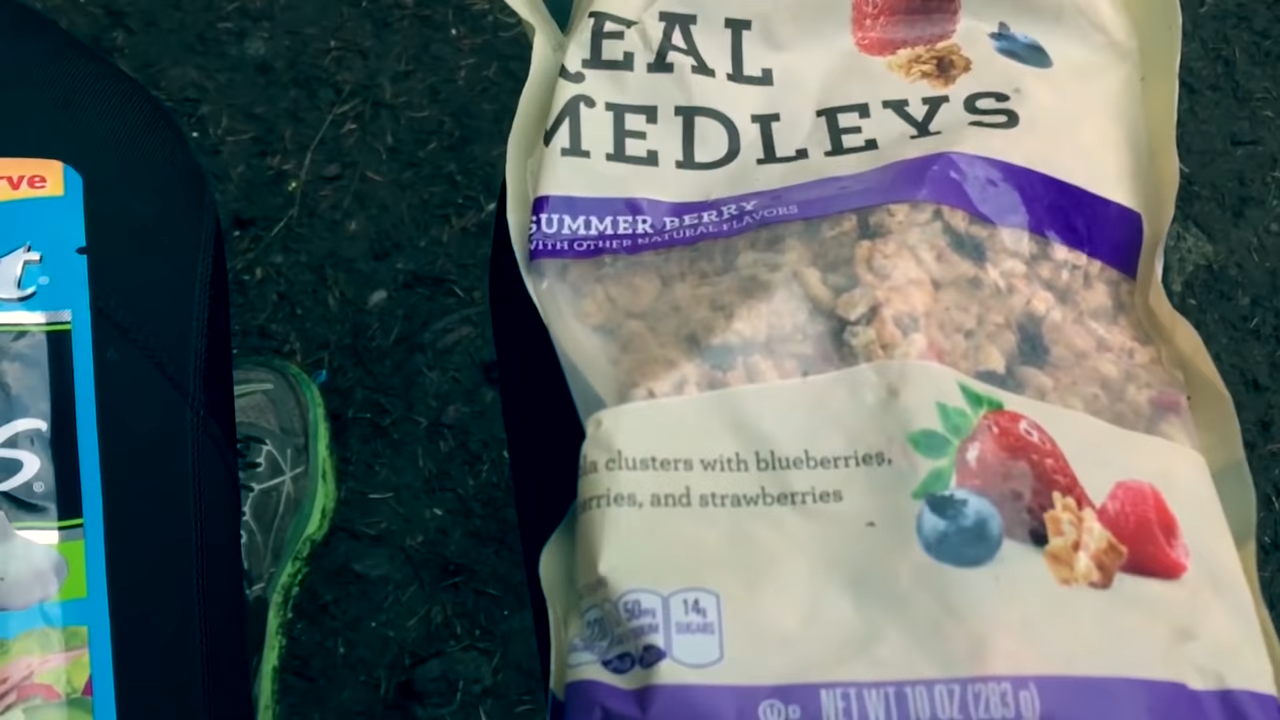 EAL
MEDLEYS
SUMMER BERRY
WITH OTHER NATURAL FLAVORS
la clusters with blueberries,
erries, and strawberries
50mg
14g
SUGARS
NET WT 10 OZ (283 g)
rve
t
s®